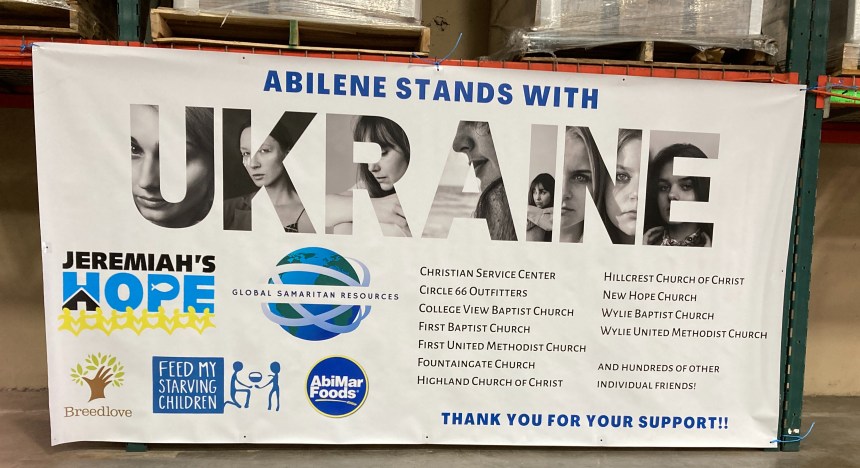 ABILENE STANDS WITH
UKRAINE
JEREMIAH'S
HOPE
GLOBAL SAMARITAN RESOURCES
Breedlove
FEED MY
STARVING
CHILDREN
AbiMar
Foods
CHRISTIAN SERVICE CENTER
CIRCLE 66 OUTFITTERS
COLLEGE VIEW BAPTIST CHURCH
FIRST BAPTIST CHURCH
FIRST UNITED METHODIST CHURCH
FOUNTAINGATE CHURCH
HIGHLAND CHURCH OF CHRIST
HILLCREST CHURCH OF CHRIST
NEW HOPE CHURCH
WYLIE BAPTIST CHURCH
WYLIE UNITED METHODIST CHURCH
AND HUNDREDS OF OTHER
INDIVIDUAL FRIENDS!
THANK YOU FOR YOUR SUPPORT!!